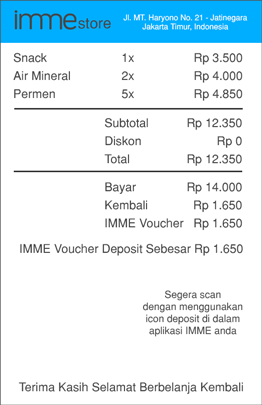 imme store
Jl. MT. Haryono No. 21 - Jatinegara
Jakarta Timur, Indonesia
Snack 1x Rp 3.500
Air Mineral 2x Rp 4.000
Permen 5x Rp 4.850
Subtotal Rp 12.350
Diskon Rp 0
Total Rp 12.350
Bayar Rp 14.000
Kembali Rp 1.650
IMME Voucher Rp 1.650
IMME Voucher Deposit Sebesar Rp 1.650
Segera scan
dengan menggunakan
icon deposit di dalam
aplikasi IMME anda
Terima Kasih Selamat Berbelanja Kembali